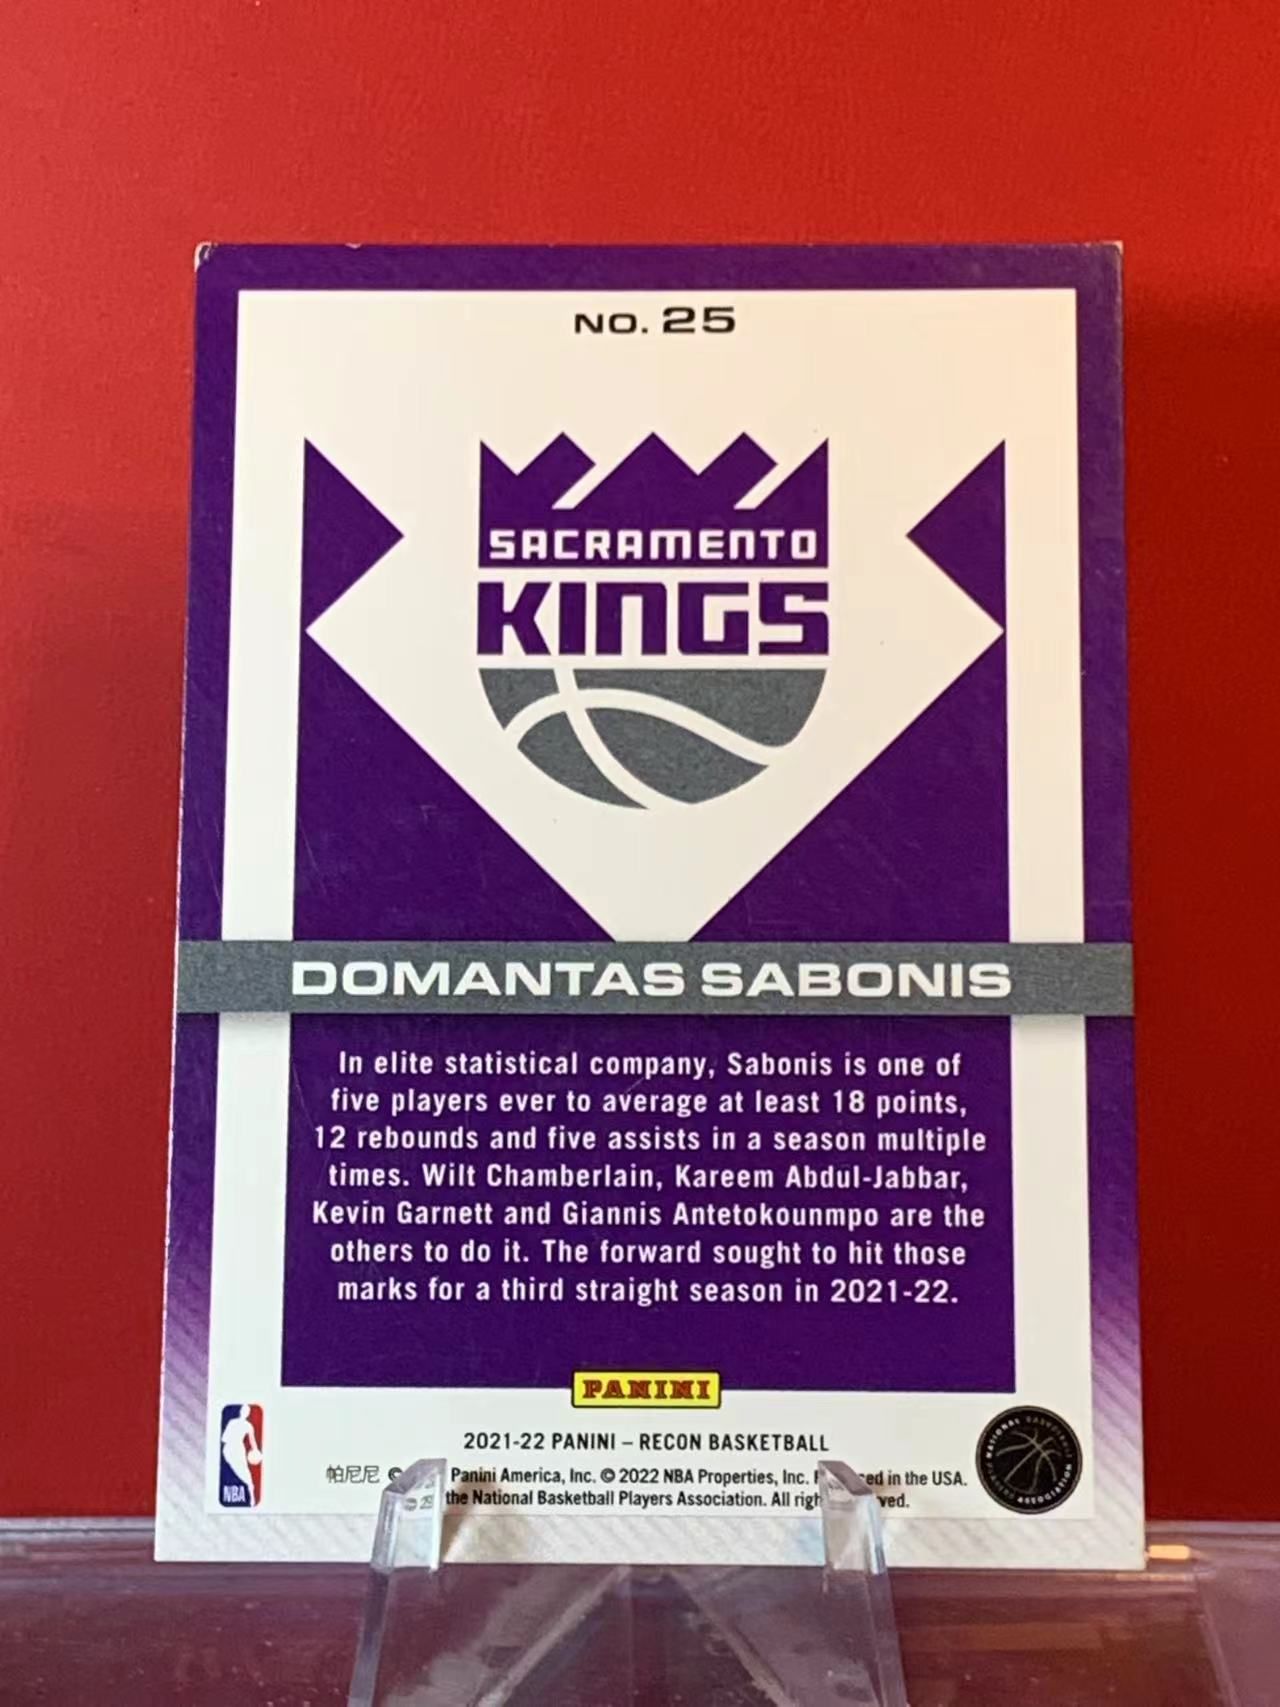 NO. 25
SACRAMENTO
KINGS
DOMANTAS SABONIS
In elite statistical company, Sabonis is one of
five players ever to average at least 18 points,
12 rebounds and five assists in a season multiple
times. Wilt Chamberlain, Kareem Abdul-Jabbar,
Kevin Garnett and Giannis Antetokounmpo are the
others to do it. The forward sought to hit those
marks for a third straight season in 2021-22.
PANINI
2021-22 PANINI – RECON BASKETBALL
帕尼尼 © Panini America, Inc. © 2022 NBA Properties, Inc. in the USA.
the National Basketball Players Association. All
NBA
NATIONAL BASKETBALL